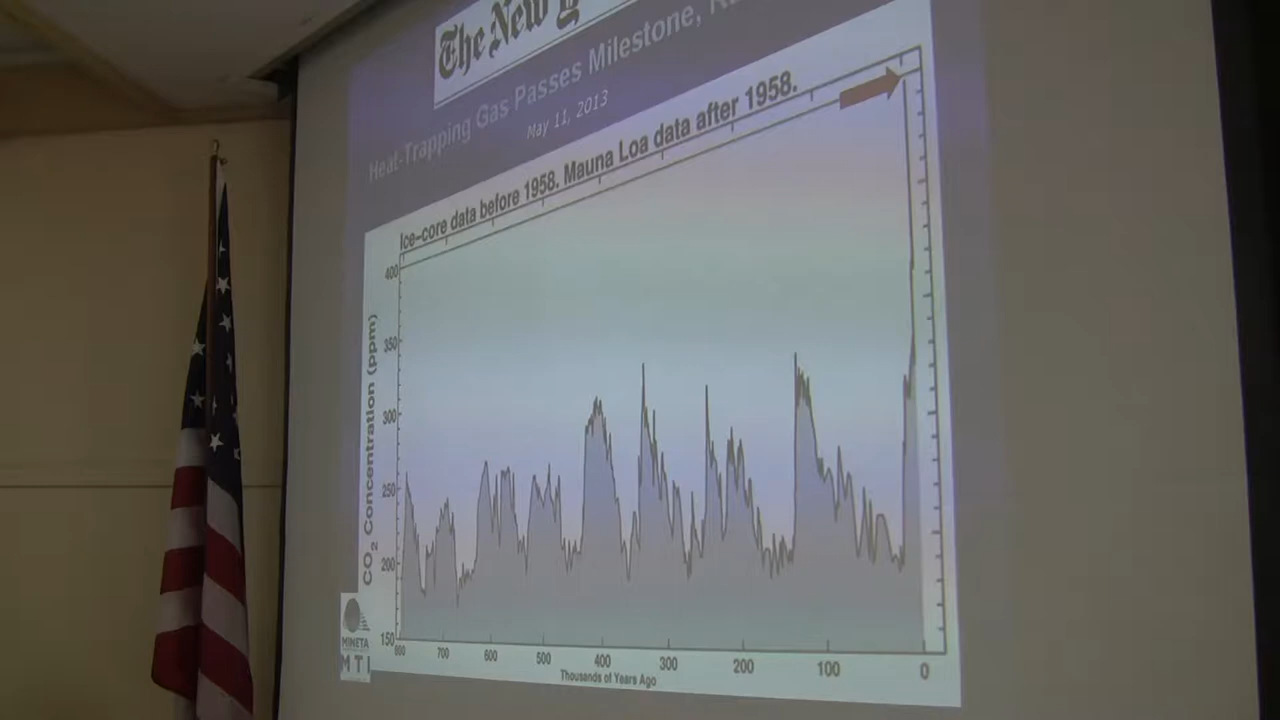 The New
Heat-Trapping Gas Passes Milestone,
May 11, 2013
Ice-core data before 1958. Mauna Loa data after 1958.
CO2 Concentration (ppm)
400
350
300
250
200
150
800 700 600 500 400 300 200 100 0
Thousands of Years Ago
MINETA
MTI